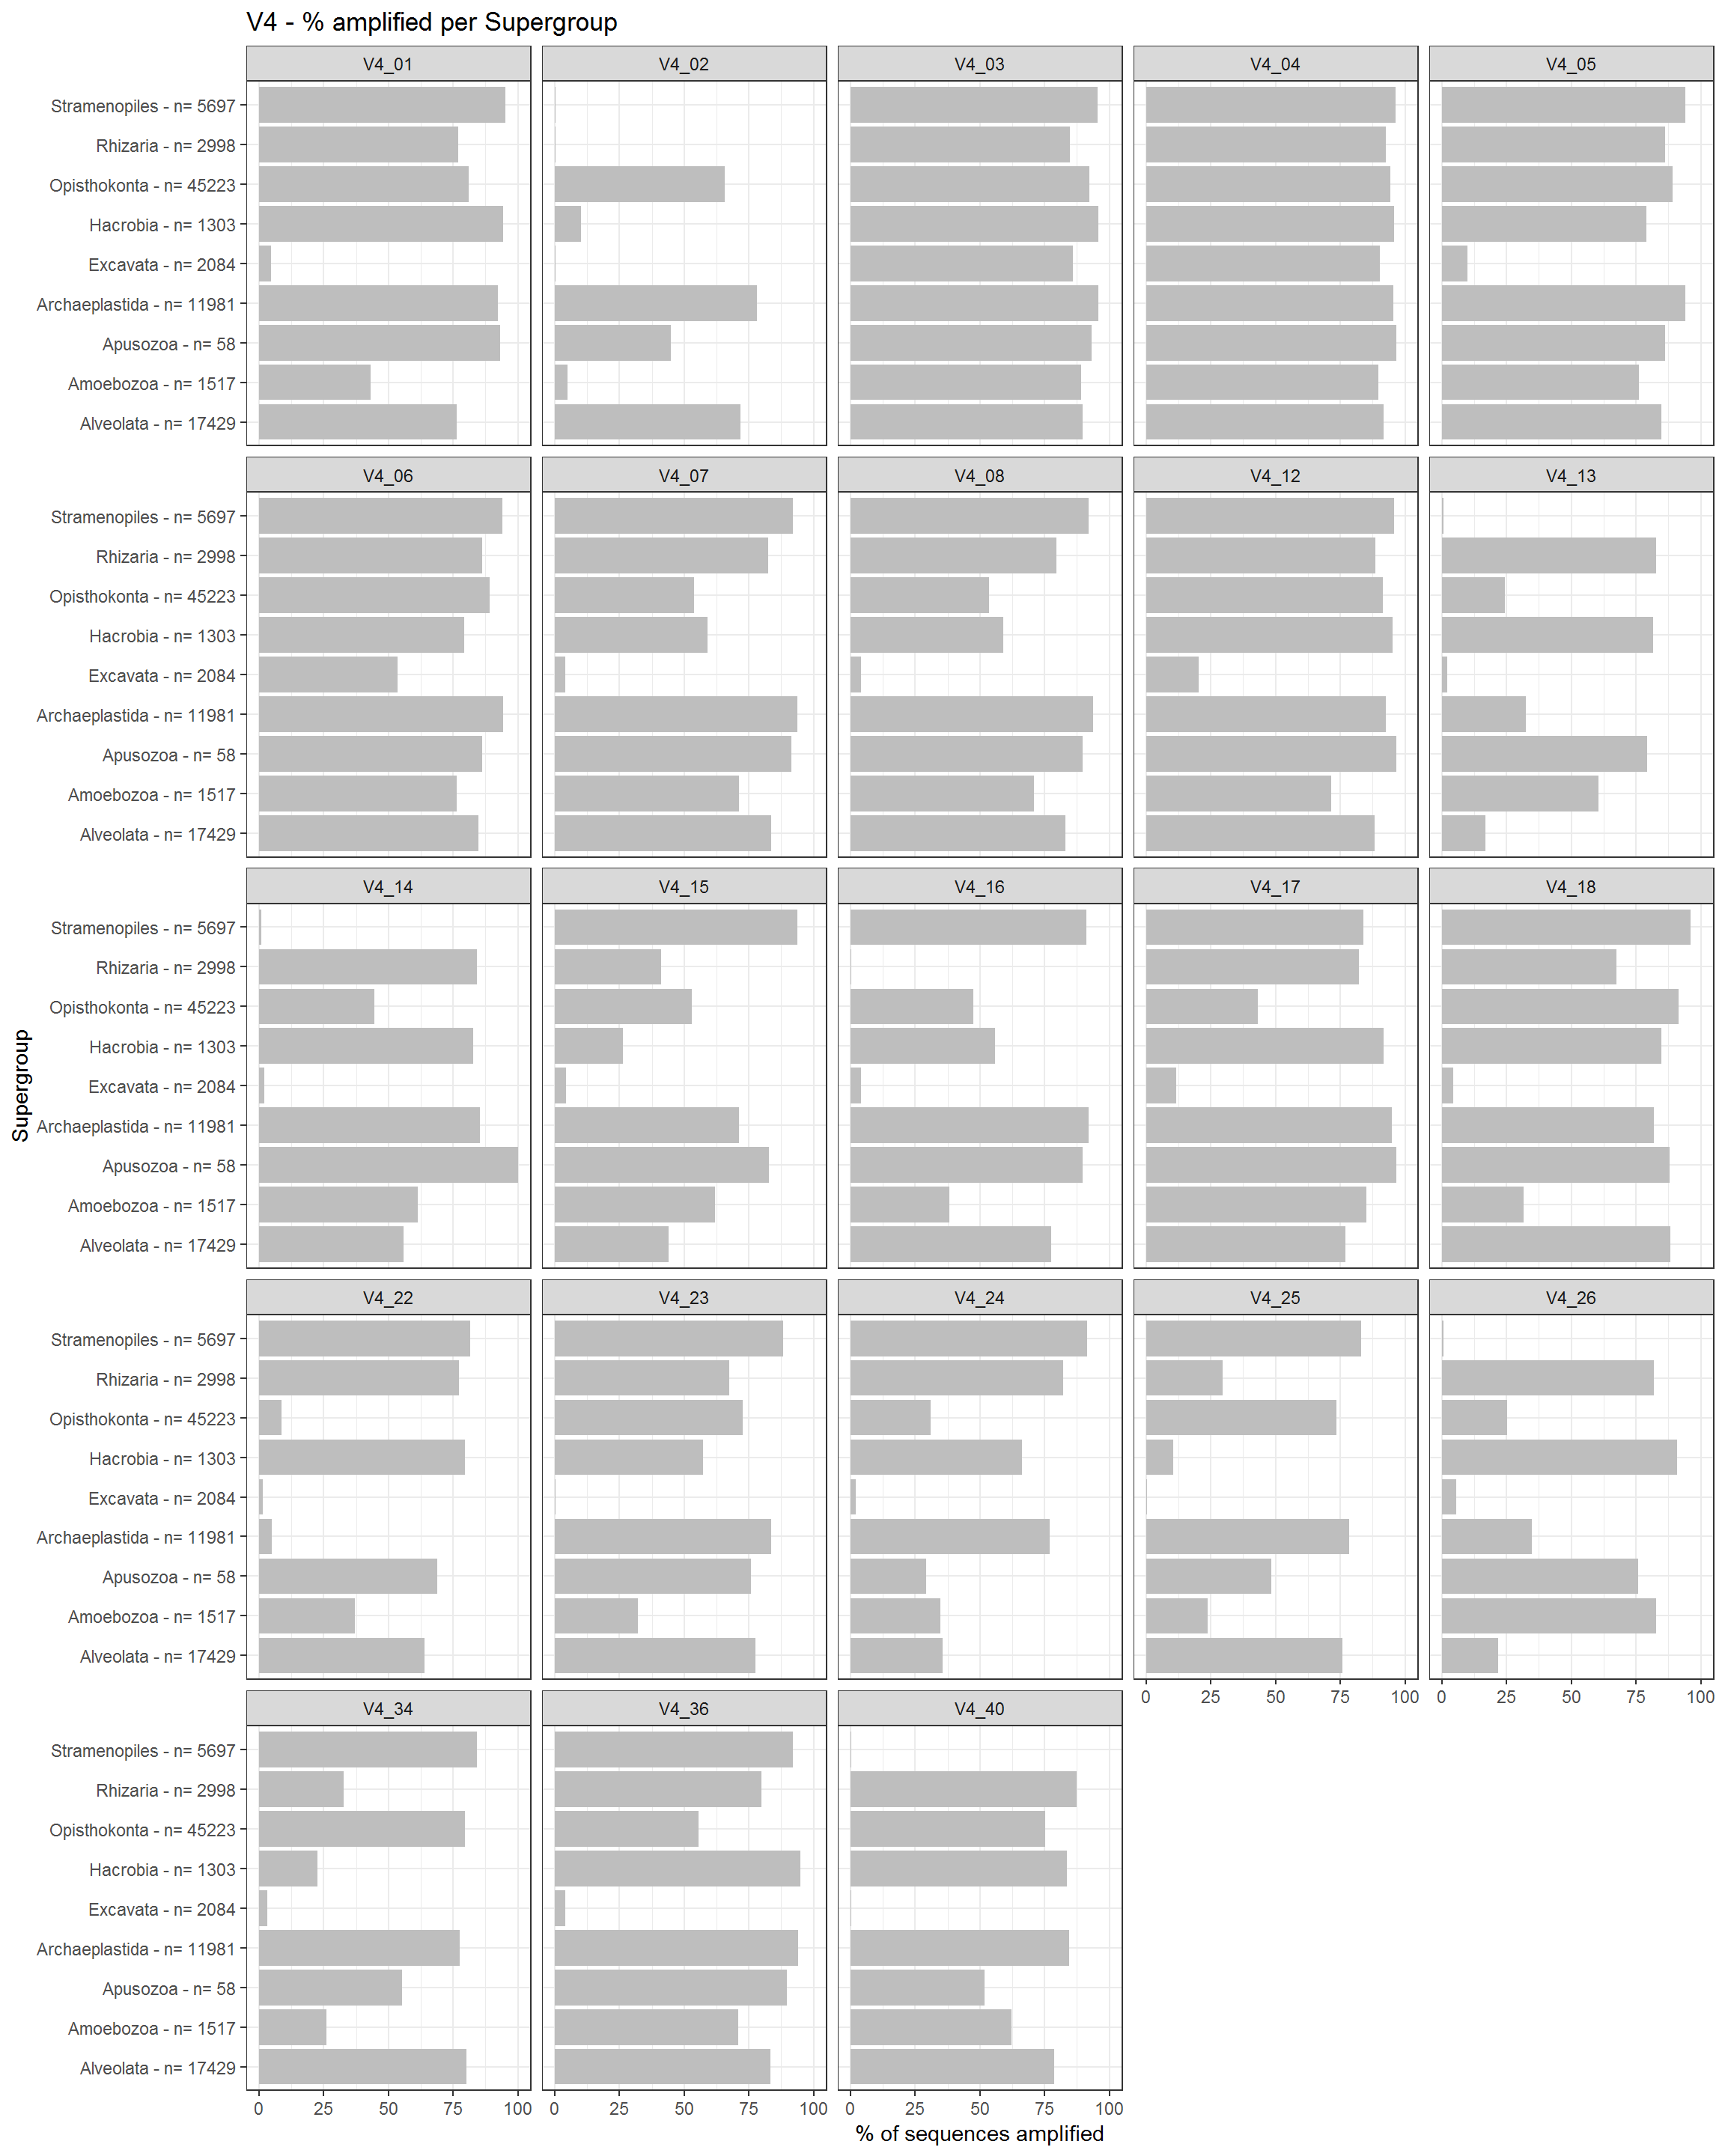 V4 - % amplified per Supergroup
V4_01 V4_02 V4_03 V4_04 V4_05
Stramenopiles - n= 5697
Rhizaria - n= 2998
Opisthokonta - n= 45223
Hacrobia - n= 1303
Excavata - n= 2084
Archaeplastida - n= 11981
Apusozoa - n= 58
Amoebozoa - n= 1517
Alveolata - n= 17429
V4_06 V4_07 V4_08 V4_12 V4_13
Stramenopiles - n= 5697
Rhizaria - n= 2998
Opisthokonta - n= 45223
Hacrobia - n= 1303
Excavata - n= 2084
Archaeplastida - n= 11981
Apusozoa - n= 58
Amoebozoa - n= 1517
Alveolata - n= 17429
V4_14 V4_15 V4_16 V4_17 V4_18
Stramenopiles - n= 5697
Rhizaria - n= 2998
Opisthokonta - n= 45223
Hacrobia - n= 1303
Excavata - n= 2084
Archaeplastida - n= 11981
Apusozoa - n= 58
Amoebozoa - n= 1517
Alveolata - n= 17429
Supergroup
V4_22 V4_23 V4_24 V4_25 V4_26
Stramenopiles - n= 5697
Rhizaria - n= 2998
Opisthokonta - n= 45223
Hacrobia - n= 1303
Excavata - n= 2084
Archaeplastida - n= 11981
Apusozoa - n= 58
Amoebozoa - n= 1517
Alveolata - n= 17429
0 25 50 75 100 0 25 50 75 100
V4_34 V4_36 V4_40
Stramenopiles - n= 5697
Rhizaria - n= 2998
Opisthokonta - n= 45223
Hacrobia - n= 1303
Excavata - n= 2084
Archaeplastida - n= 11981
Apusozoa - n= 58
Amoebozoa - n= 1517
Alveolata - n= 17429
0 25 50 75 100 0 25 50 75 100 0 25 50 75 100
% of sequences amplified